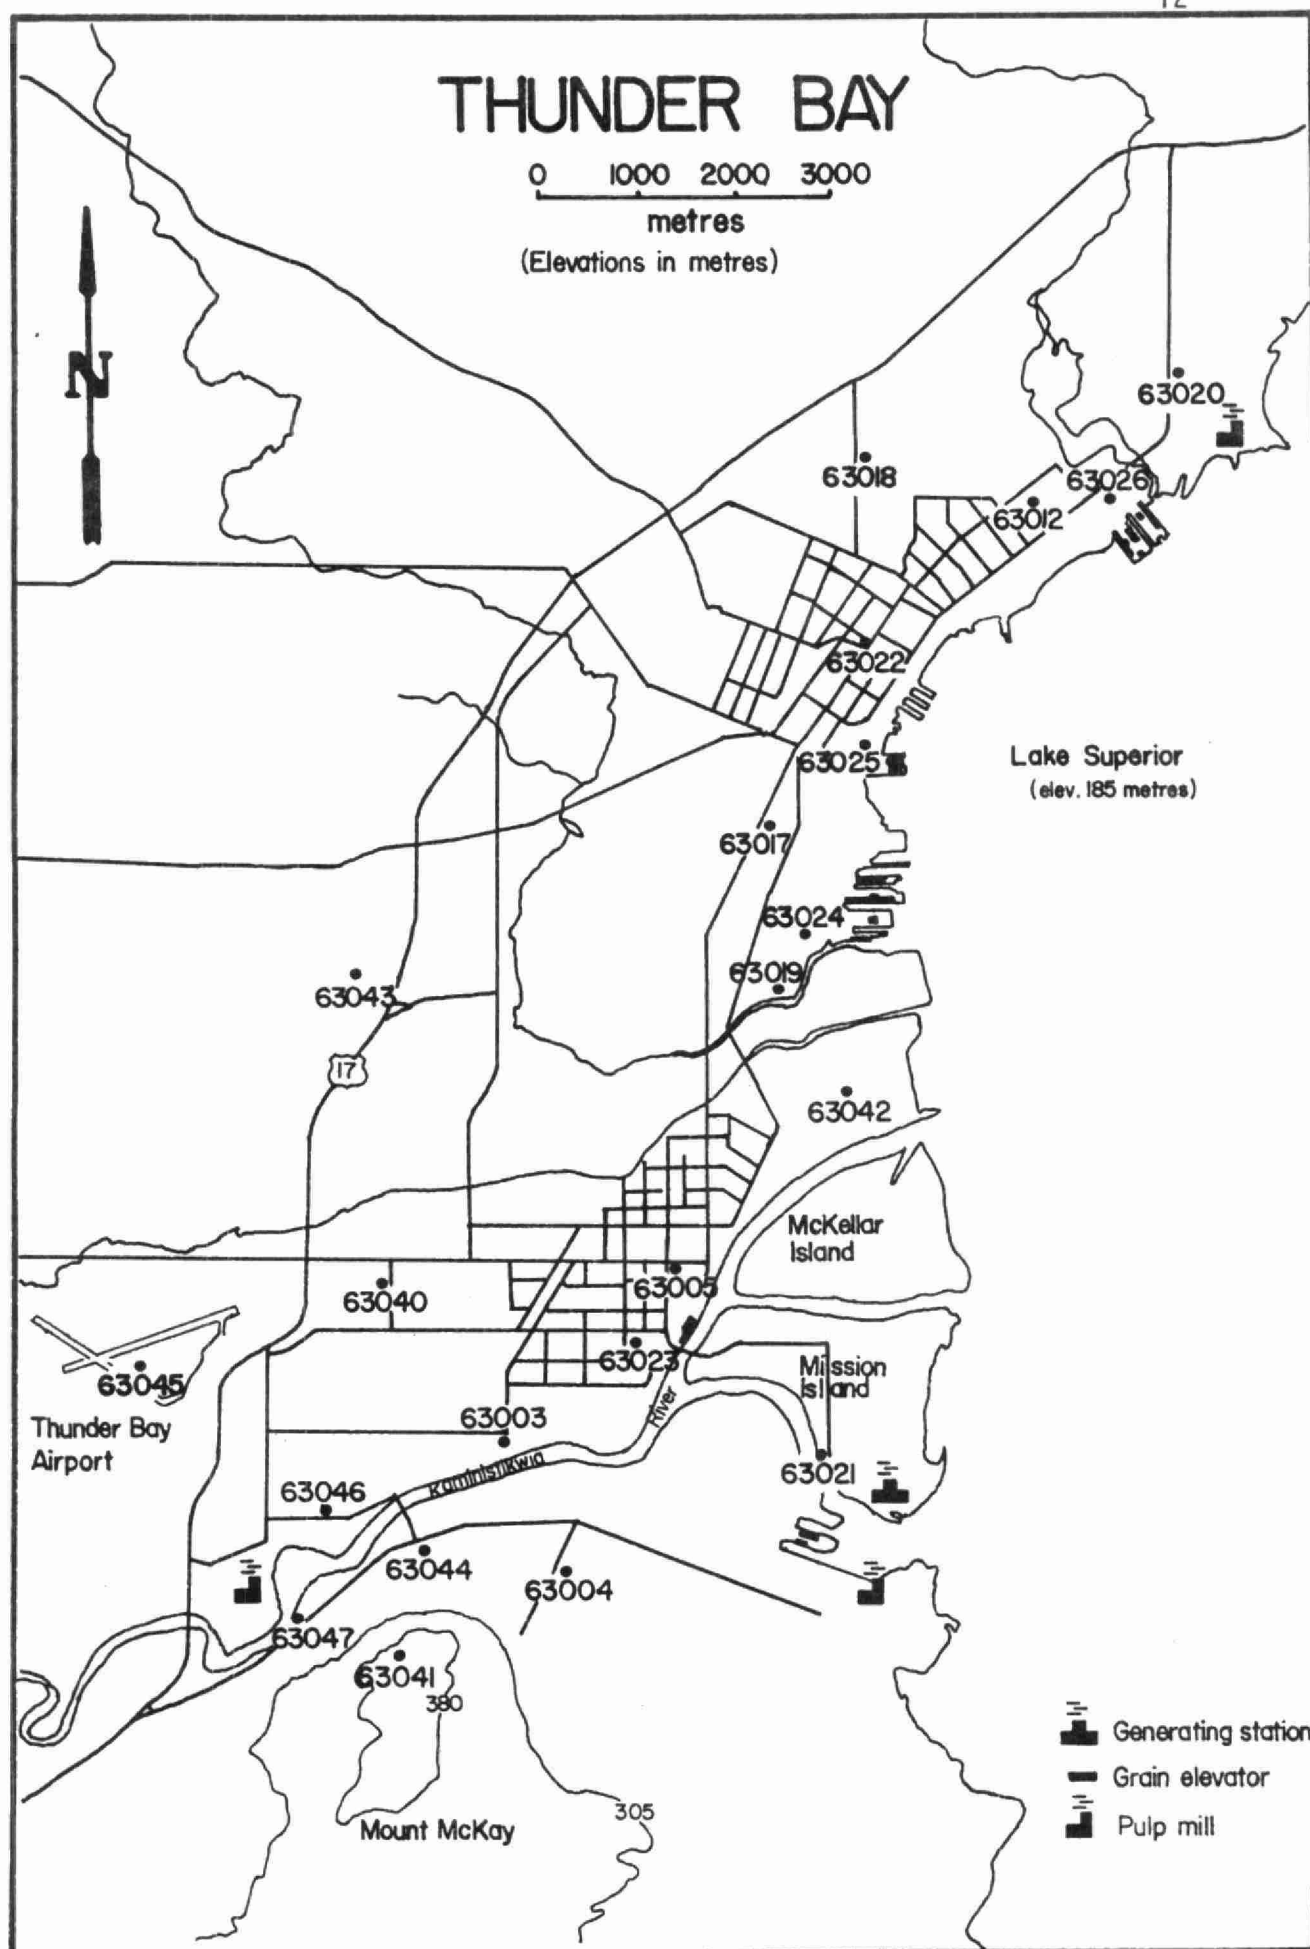 12
THUNDER BAY
0 1000 2000 3000
metres
(Elevations in metres)
N
63020
63018
63026
63012
63022
63025
Lake Superior
(elev. 185 metres)
63017
63024
63019
63043
17
63042
McKellar
Island
63005
63040
63023
Mission
Island
63045
Thunder Bay
Airport
63003
River
Kaministikwia
63021
63046
63044
63004
63047
63041
380
305
Mount McKay
Generating station
Grain elevator
Pulp mill